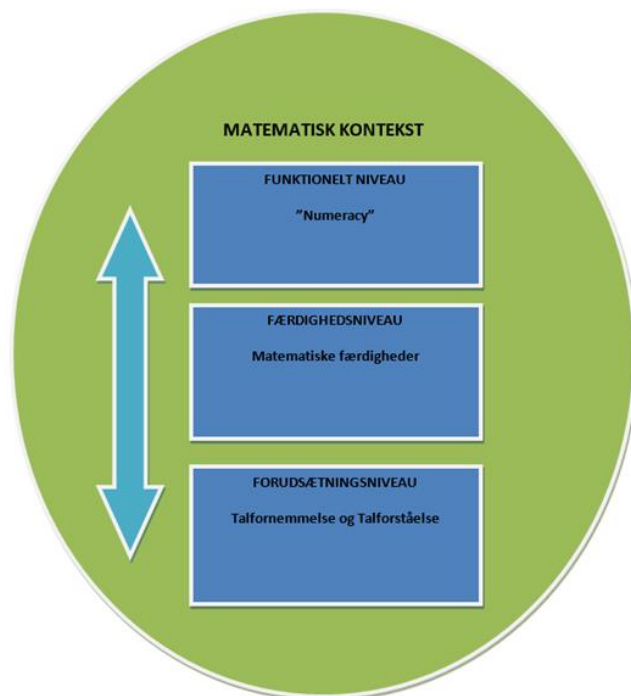 MATEMATISK KONTEKST
FUNKTIONELT NIVEAU
”Numeracy”
FÆRDIGHEDSNIVEAU
Matematiske færdigheder
FORUDSÆTNINGSNIVEAU
Talfornemmelse og Talforståelse